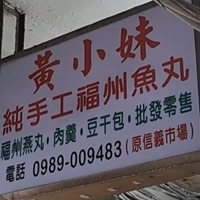 黃小妹
純手工福州魚丸
福州燕丸·肉羹·豆干包·批發零售
電話 0989-009483(原信義市場)